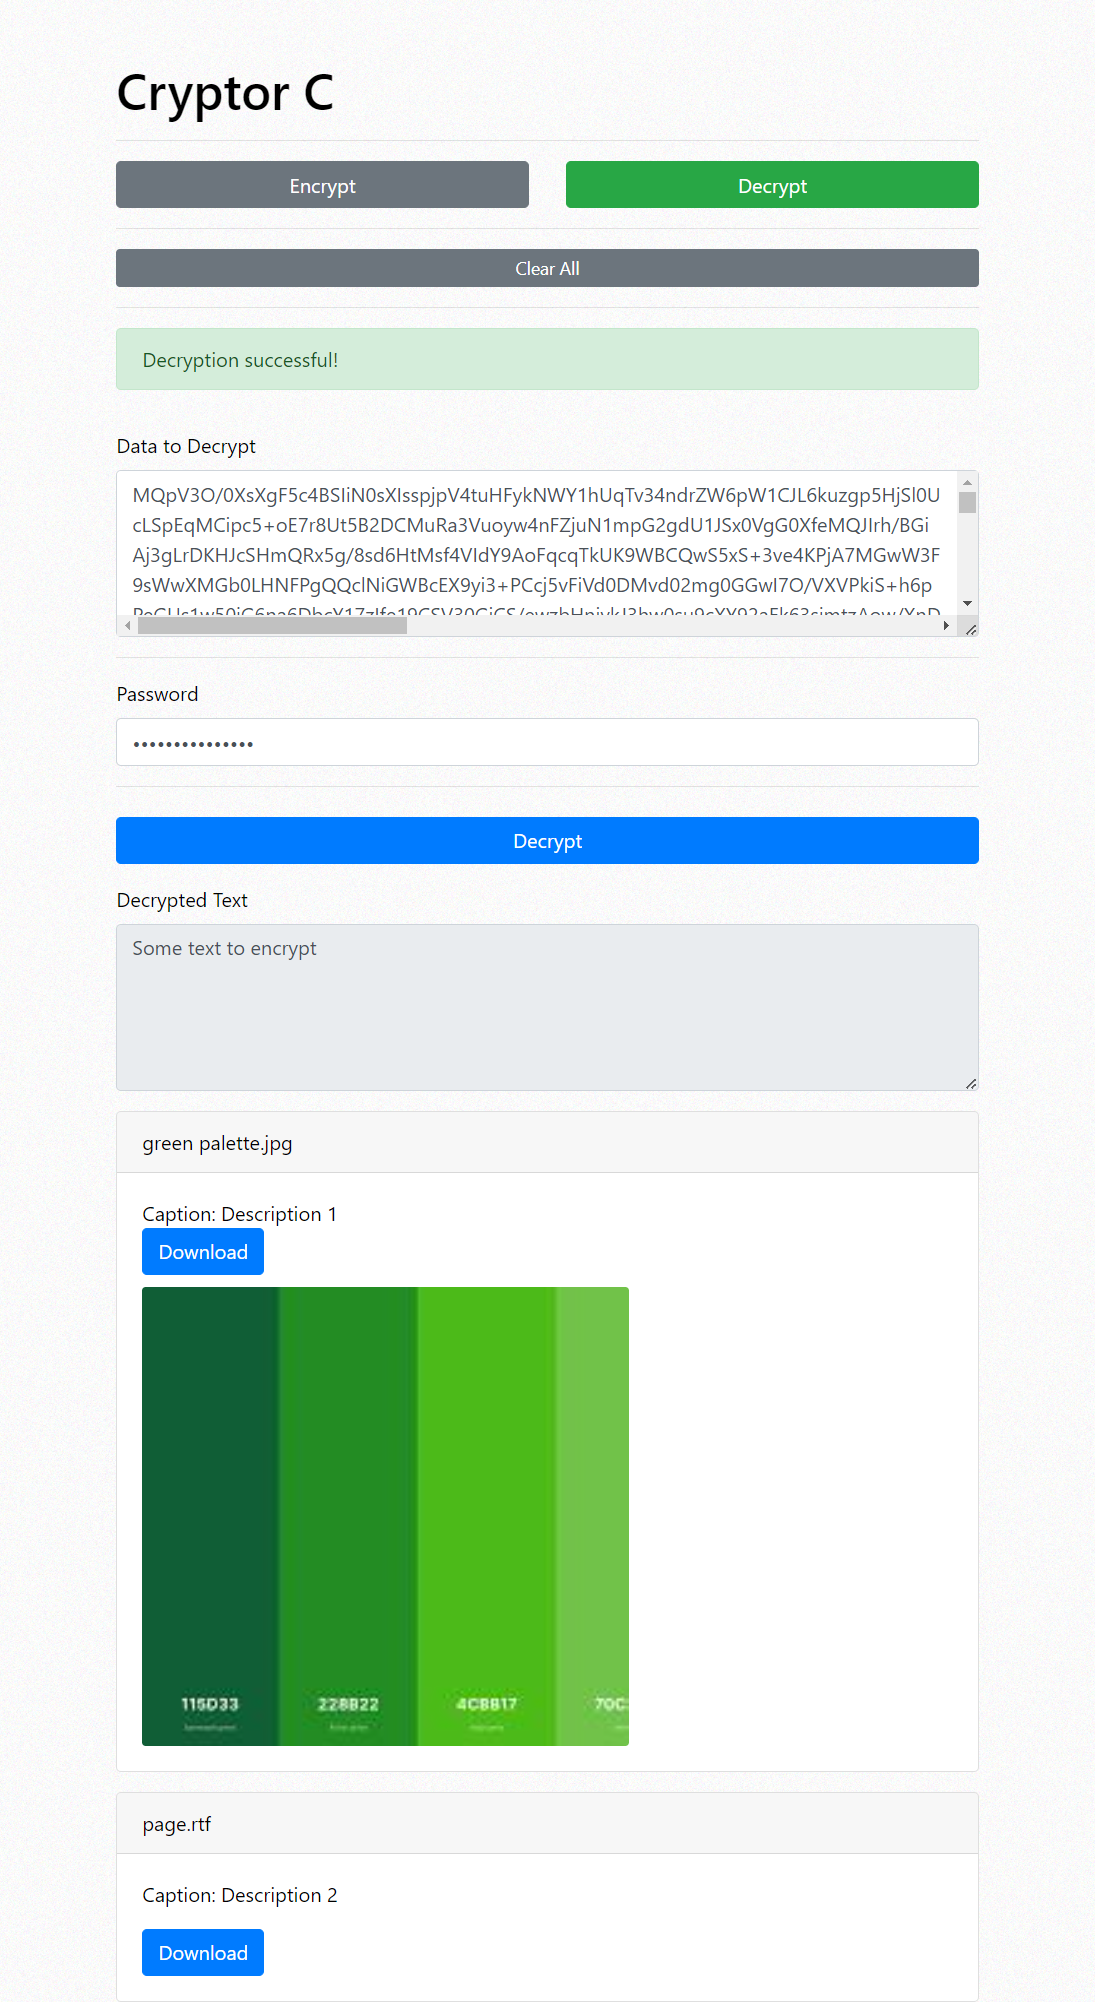 Cryptor C
Encrypt
Decrypt
Clear All
Decryption successful!
Data to Decrypt
MQpV3O/0XsXgF5c4BSIiN0sXIsspjpV4tuHFykNWY1hUqTv34ndrZW6pW1CJL6kuzgp5HjSl0U
cLSpEqMCipc5+oE7r8Ut5B2DCMuRa3Vuoyw4nFZjuN1mpG2gdU1JSx0VgG0XfeMQJIrh/BGi
Aj3gLrDKHJcSHmQRx5g/8sd6HtMsf4VIdY9AoFqcqTkUK9WBCQwS5xS+3ve4KPjA7MGwW3F
9sWwXMGb0LHNFPgQQclNiGWBcEX9yi3+PCcj5vFiVd0DMvd02mg0GGwI7O/VXVPkiS+h6p
Password
Decrypt
Decrypted Text
Some text to encrypt
green palette.jpg
Caption: Description 1
Download
115D33
228B22
4CBB17
70C
page.rtf
Caption: Description 2
Download